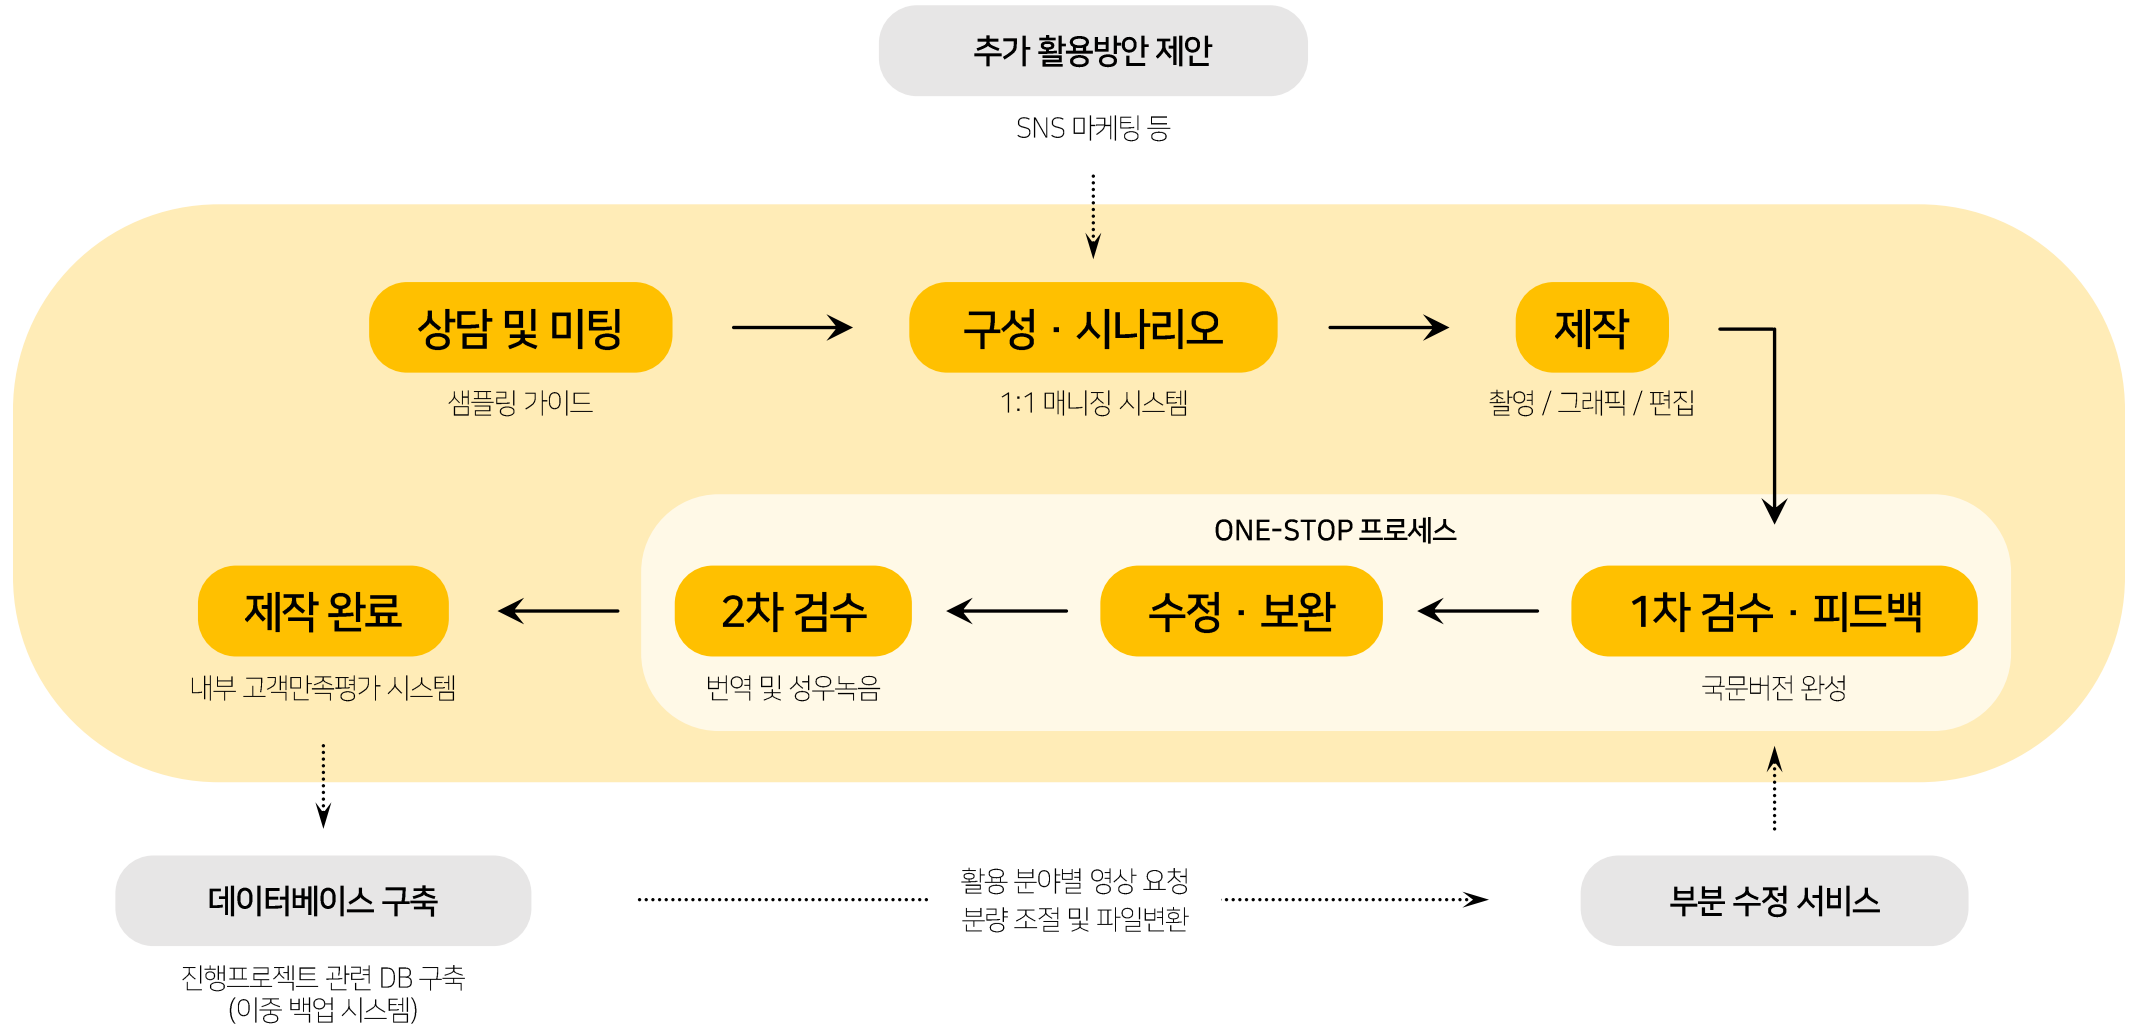 추가 활용방안 제안
SNS 마케팅 등
상담 및 미팅
샘플링 가이드
구성 · 시나리오
1:1 매니징 시스템
제작
촬영 / 그래픽 / 편집
ONE-STOP 프로세스
1차 검수 · 피드백
국문버전 완성
수정 · 보완
2차 검수
번역 및 성우녹음
제작 완료
내부 고객만족평가 시스템
데이터베이스 구축
진행프로젝트 관련 DB 구축
(이중 백업 시스템)
활용 분야별 영상 요청
분량 조절 및 파일변환
부분 수정 서비스